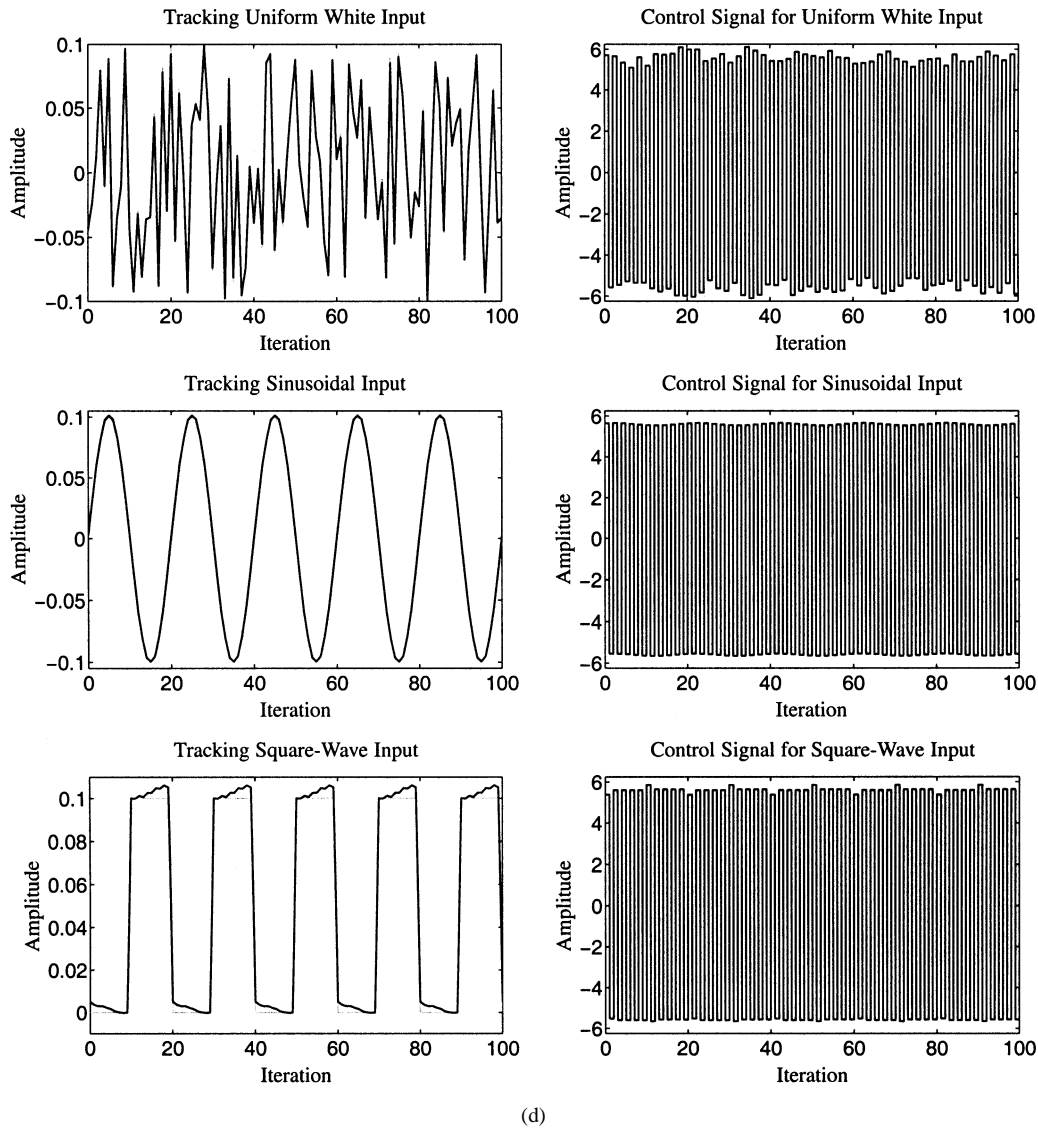 Tracking Uniform White Input
0.1
0.05
0
−0.05
−0.1
Amplitude
0 20 40 60 80 100
Iteration
Control Signal for Uniform White Input
6
4
2
0
−2
−4
−6
Amplitude
0 20 40 60 80 100
Iteration
Tracking Sinusoidal Input
0.1
0.05
0
−0.05
−0.1
Amplitude
0 20 40 60 80 100
Iteration
Control Signal for Sinusoidal Input
6
4
2
0
−2
−4
−6
Amplitude
0 20 40 60 80 100
Iteration
Tracking Square-Wave Input
0.1
0.08
0.06
0.04
0.02
0
Amplitude
0 20 40 60 80 100
Iteration
Control Signal for Square-Wave Input
6
4
2
0
−2
−4
−6
Amplitude
0 20 40 60 80 100
Iteration
(d)